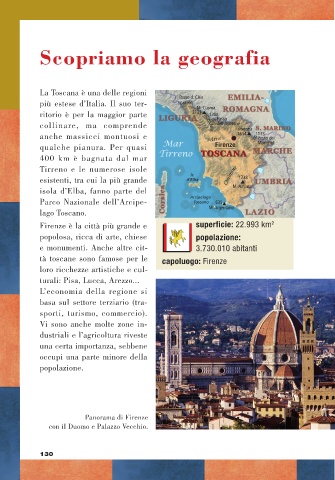 Scopriamo la geografia
La Toscana è una delle regioni
più estese d'Italia. Il suo ter-
ritorio è per la maggior parte
collinare, ma comprende
anche massicci montuosi e
qualche pianura. Per quasi
400 km è bagnata dal mar
Tirreno e le numerose isole
esistenti, tra cui la più grande
isola d'Elba, fanno parte del
Parco Nazionale dell'Arcipe-
lago Toscano.
Firenze è la città più grande e
popolosa, ricca di arte, chiese
e monumenti. Anche altre cit-
tà toscane sono famose per le
loro ricchezze artistiche e cul-
turali: Pisa, Lucca, Arezzo...
L'economia della regione si
basa sul settore terziario (tra-
sporti, turismo, commercio).
Vi sono anche molte zone in-
dustriali e l'agricoltura riveste
una certa importanza, sebbene
occupi una parte minore della
popolazione.
EMILIA-
ROMAGNA
LIGURIA
S. MARINO
Firenze
Mar
Tirreno
TOSCANA
MARCHE
UMBRIA
LAZIO
superficie: 22.993 km²
popolazione:
3.730.010 abitanti
capoluogo: Firenze
Panorama di Firenze
con il Duomo e Palazzo Vecchio.
130